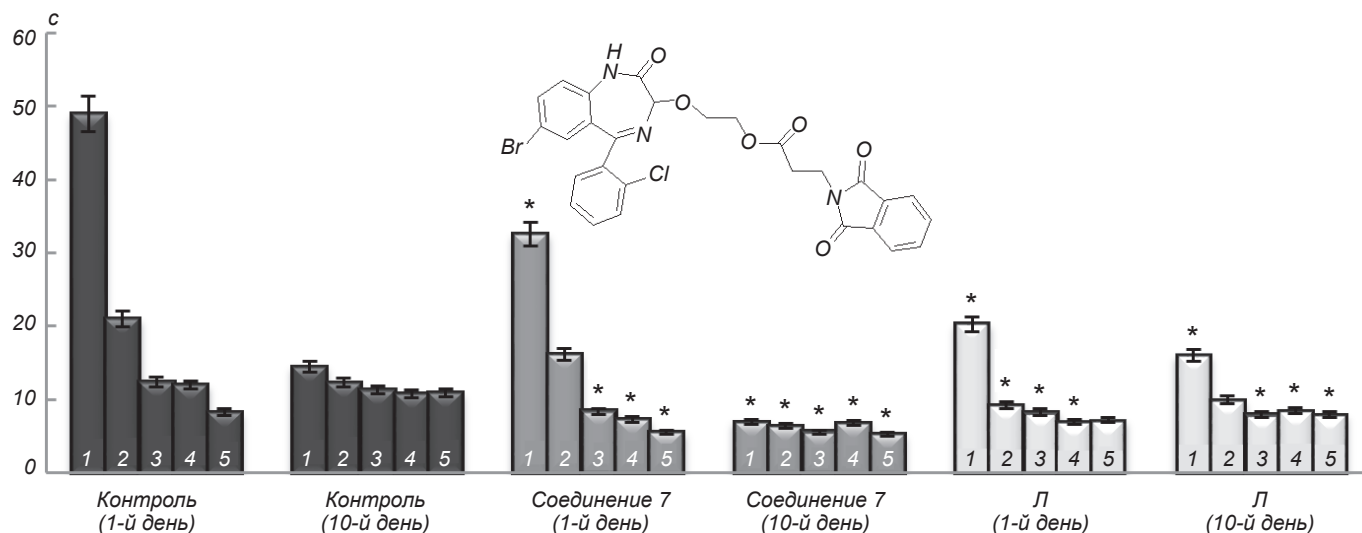 с
60
50
40
30
20
10
0
H
N
O
O
N
Br
Cl
O
O
O
N
O
*
* * *
* * * * *
*
* * *
*
* * *
1 2 3 4 5
1 2 3 4 5
1 2 3 4 5
1 2 3 4 5
1 2 3 4 5
1 2 3 4 5
Контроль
(1-й день)
Контроль
(10-й день)
Соединение 7
(1-й день)
Соединение 7
(10-й день)
Л
(1-й день)
Л
(10-й день)